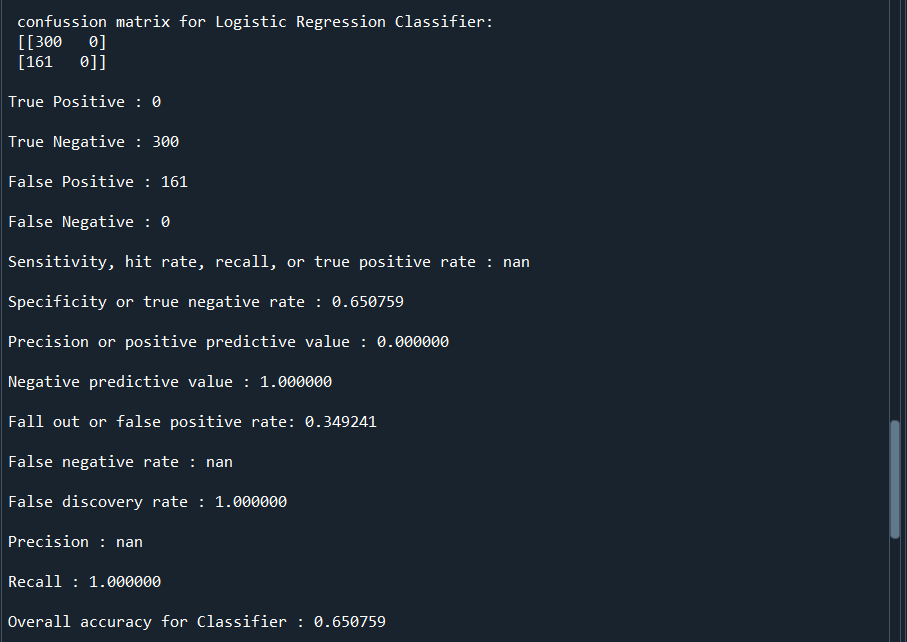 confussion matrix for Logistic Regression Classifier:
[[300   0]
[161   0]]
True Positive : 0
True Negative : 300
False Positive : 161
False Negative : 0
Sensitivity, hit rate, recall, or true positive rate : nan
Specificity or true negative rate : 0.650759
Precision or positive predictive value : 0.000000
Negative predictive value : 1.000000
Fall out or false positive rate: 0.349241
False negative rate : nan
False discovery rate : 1.000000
Precision : nan
Recall : 1.000000
Overall accuracy for Classifier : 0.650759